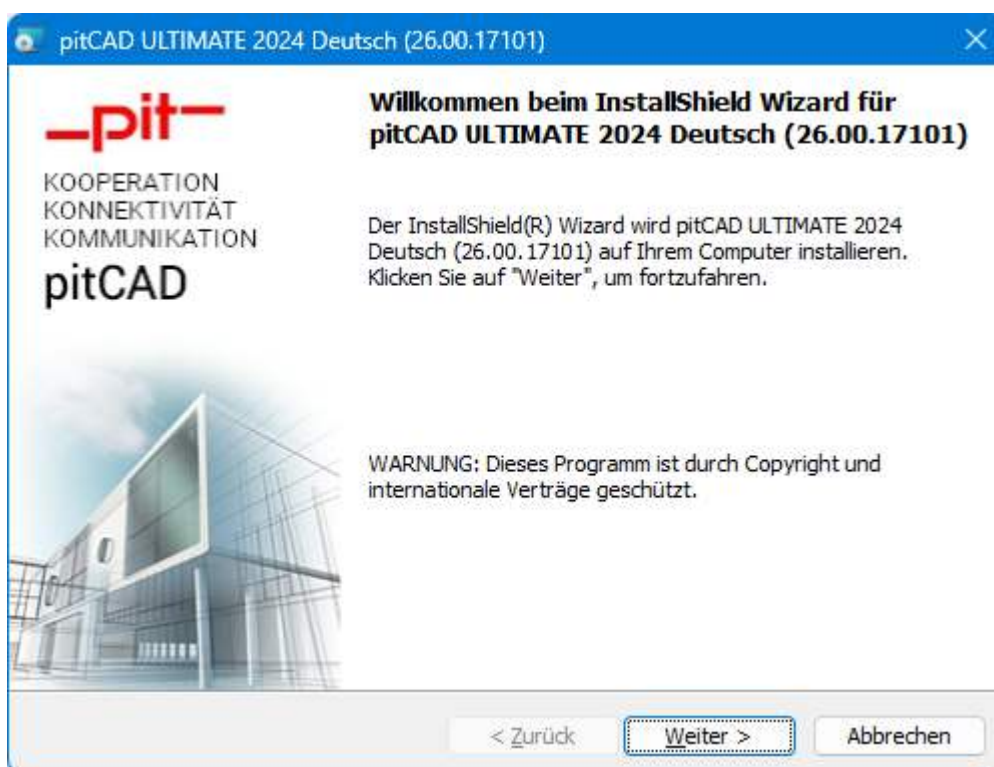 pitCAD ULTIMATE 2024 Deutsch (26.00.17101)
pit
KOOPERATION
KONNEKTIVITÄT
KOMMUNIKATION
pitCAD
Willkommen beim InstallShield Wizard für
pitCAD ULTIMATE 2024 Deutsch (26.00.17101)
Der InstallShield(R) Wizard wird pitCAD ULTIMATE 2024
Deutsch (26.00.17101) auf Ihrem Computer installieren.
Klicken Sie auf "Weiter", um fortzufahren.
WARNUNG: Dieses Programm ist durch Copyright und
internationale Verträge geschützt.
< Zurück
Weiter >
Abbrechen